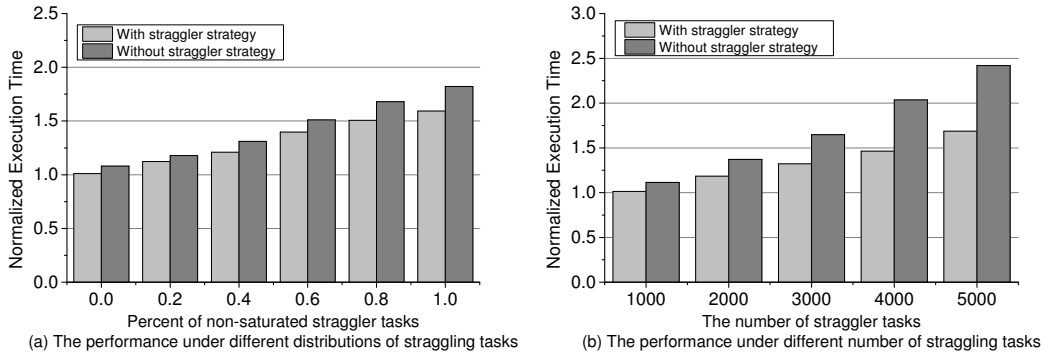 2.5
With straggler strategy
Without straggler strategy
2.0
1.5
1.0
0.5
0.0
Normalized Execution Time
0.0 0.2 0.4 0.6 0.8 1.0
Percent of non-saturated straggler tasks
(a) The performance under different distributions of straggling tasks
3.0
With straggler strategy
Without straggler strategy
2.5
2.0
1.5
1.0
0.5
0.0
Normalized Execution Time
1000 2000 3000 4000 5000
The number of straggler tasks
(b) The performance under different number of straggling tasks